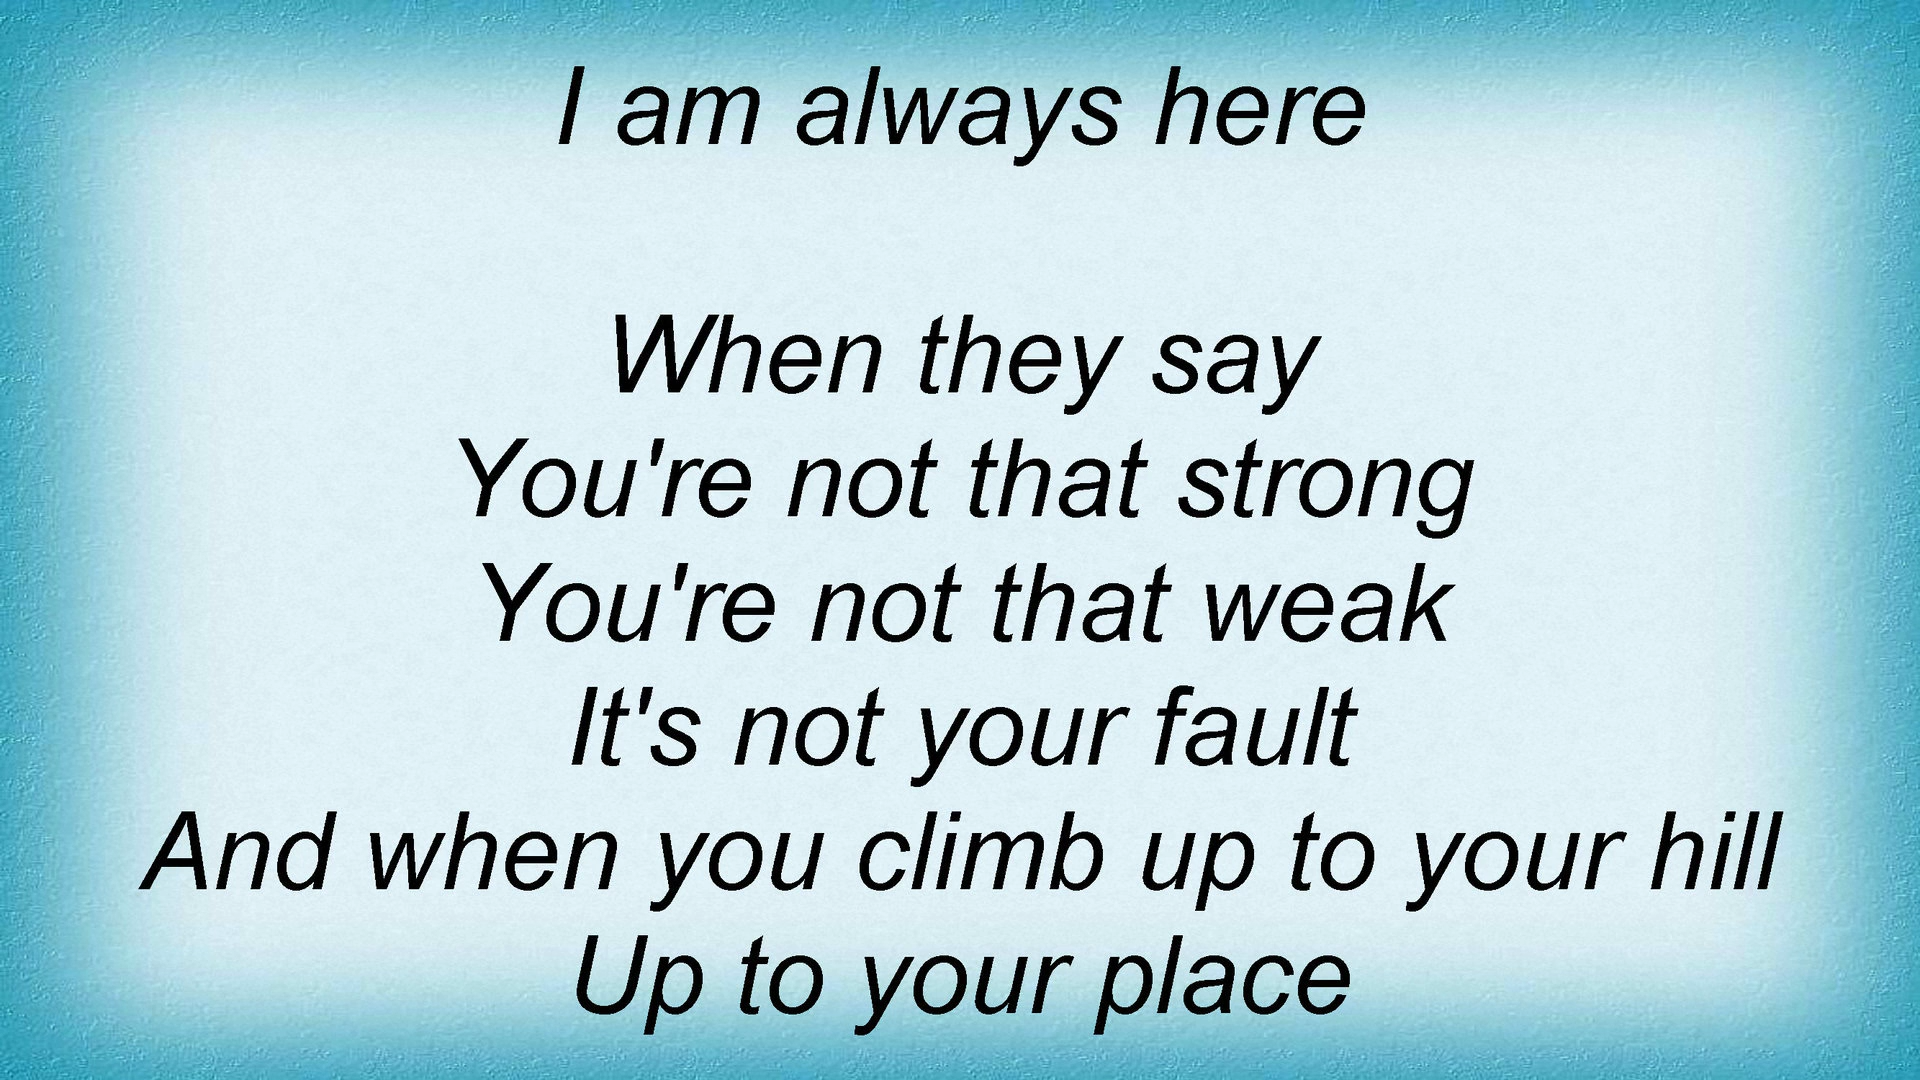 I am always here
When they say
You're not that strong
You're not that weak
It's not your fault
And when you climb up to your hill
Up to your place